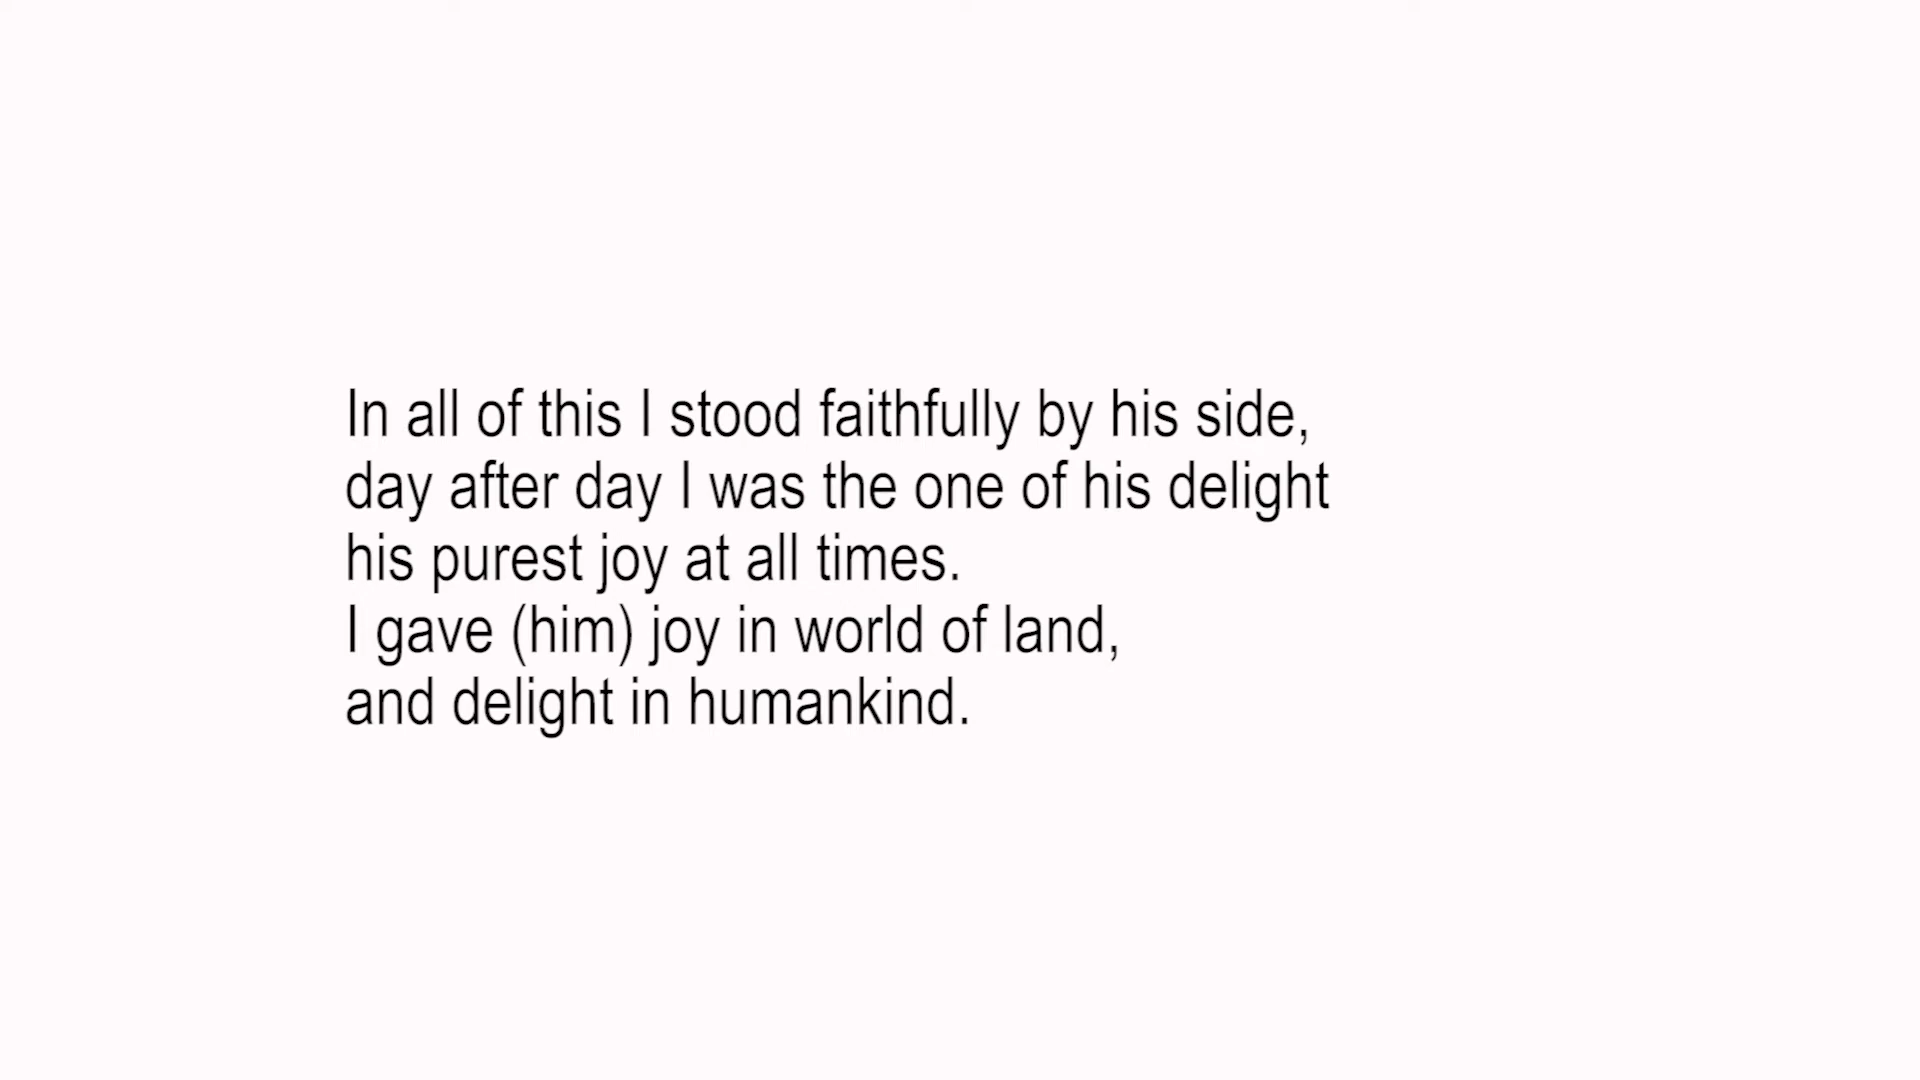 In all of this I stood faithfully by his side,
day after day I was the one of his delight
his purest joy at all times.
I gave (him) joy in world of land,
and delight in humankind.